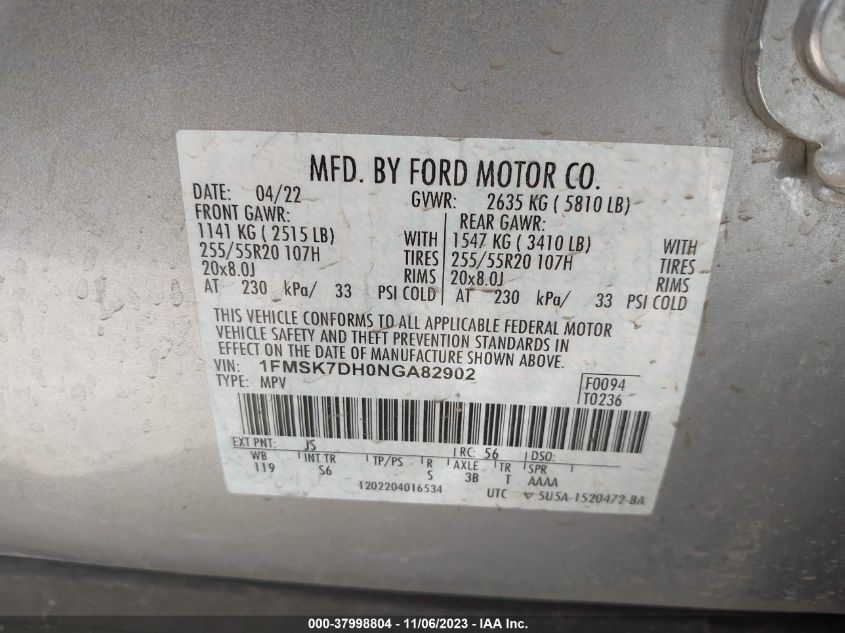 MFD. BY FORD MOTOR CO.
DATE: 04/22 GVWR: 2635 KG ( 5810 LB)
FRONT GAWR: REAR GAWR:
1141 KG ( 2515 LB) WITH 1547 KG ( 3410 LB) WITH
255/55R20 107H TIRES 255/55R20 107H TIRES
20x8.0J RIMS 20x8.0J RIMS
AT 230 kPa/ 33 PSI COLD AT 230 kPa/ 33 PSI COLD
THIS VEHICLE CONFORMS TO ALL APPLICABLE FEDERAL MOTOR
VEHICLE SAFETY AND THEFT PREVENTION STANDARDS IN
EFFECT ON THE DATE OF MANUFACTURE SHOWN ABOVE.
VIN: 1FMSK7DH0NGA82902
TYPE: MPV
F0094
T0236
EXT PNT: JS RC: 56 DSO:
WB INT TR TP/PS R AXLE TR SPR
119 S6 S 3B T AAAA
1202204016534 UTC 5U5A-1520472-BA
000-37998804 - 11/06/2023 - IAA Inc.